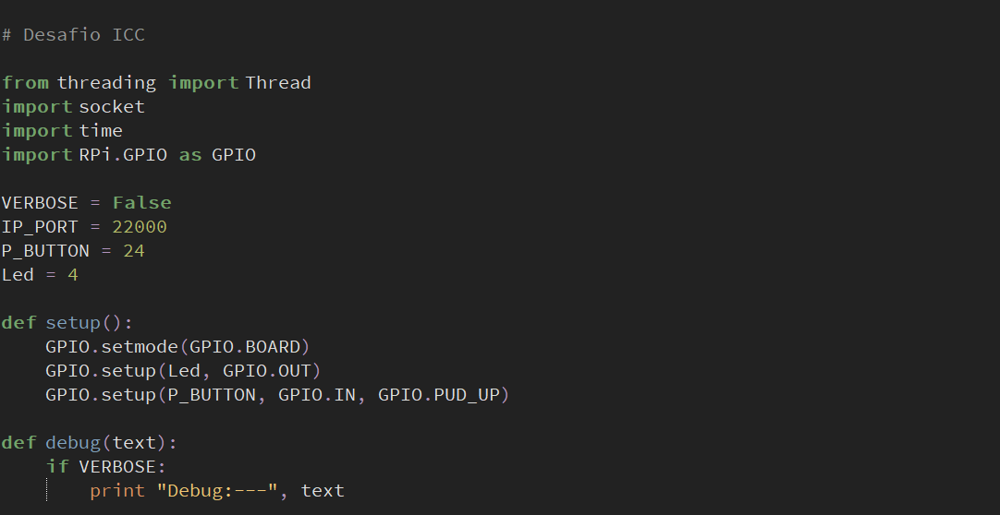 # Desafio ICC
from threading import Thread
import socket
import time
import RPi.GPIO as GPIO
VERBOSE = False
IP_PORT = 22000
P_BUTTON = 24
Led = 4
def setup():
    GPIO.setmode(GPIO.BOARD)
    GPIO.setup(Led, GPIO.OUT)
    GPIO.setup(P_BUTTON, GPIO.IN, GPIO.PUD_UP)
def debug(text):
    if VERBOSE:
        print "Debug:---", text